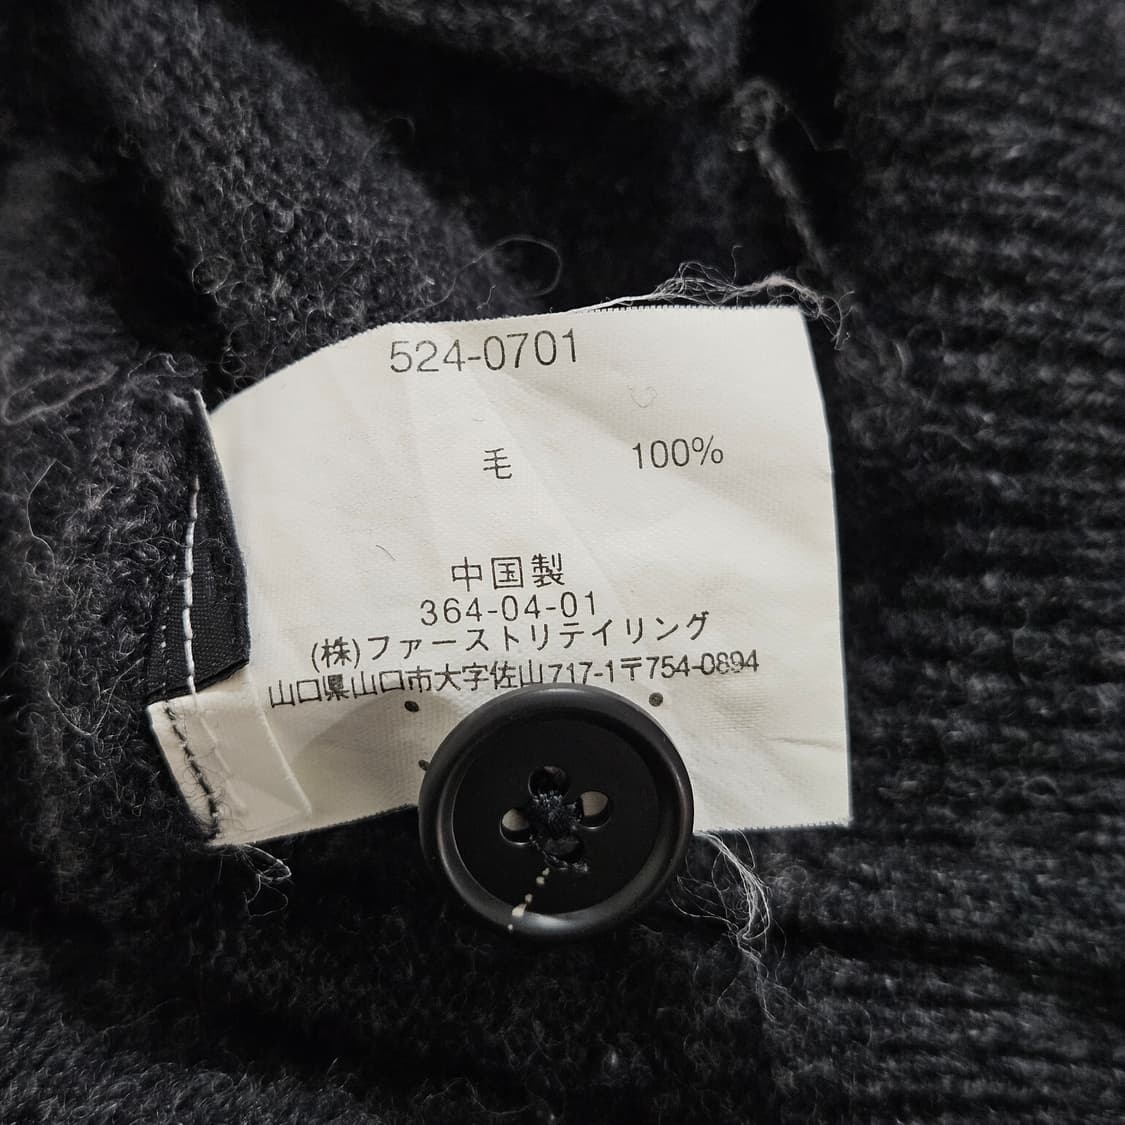 524-0701
毛 100%
中国製
364-04-01
(株)ファーストリテイリング
山口県山口市大字佐山717-1〒754-0894